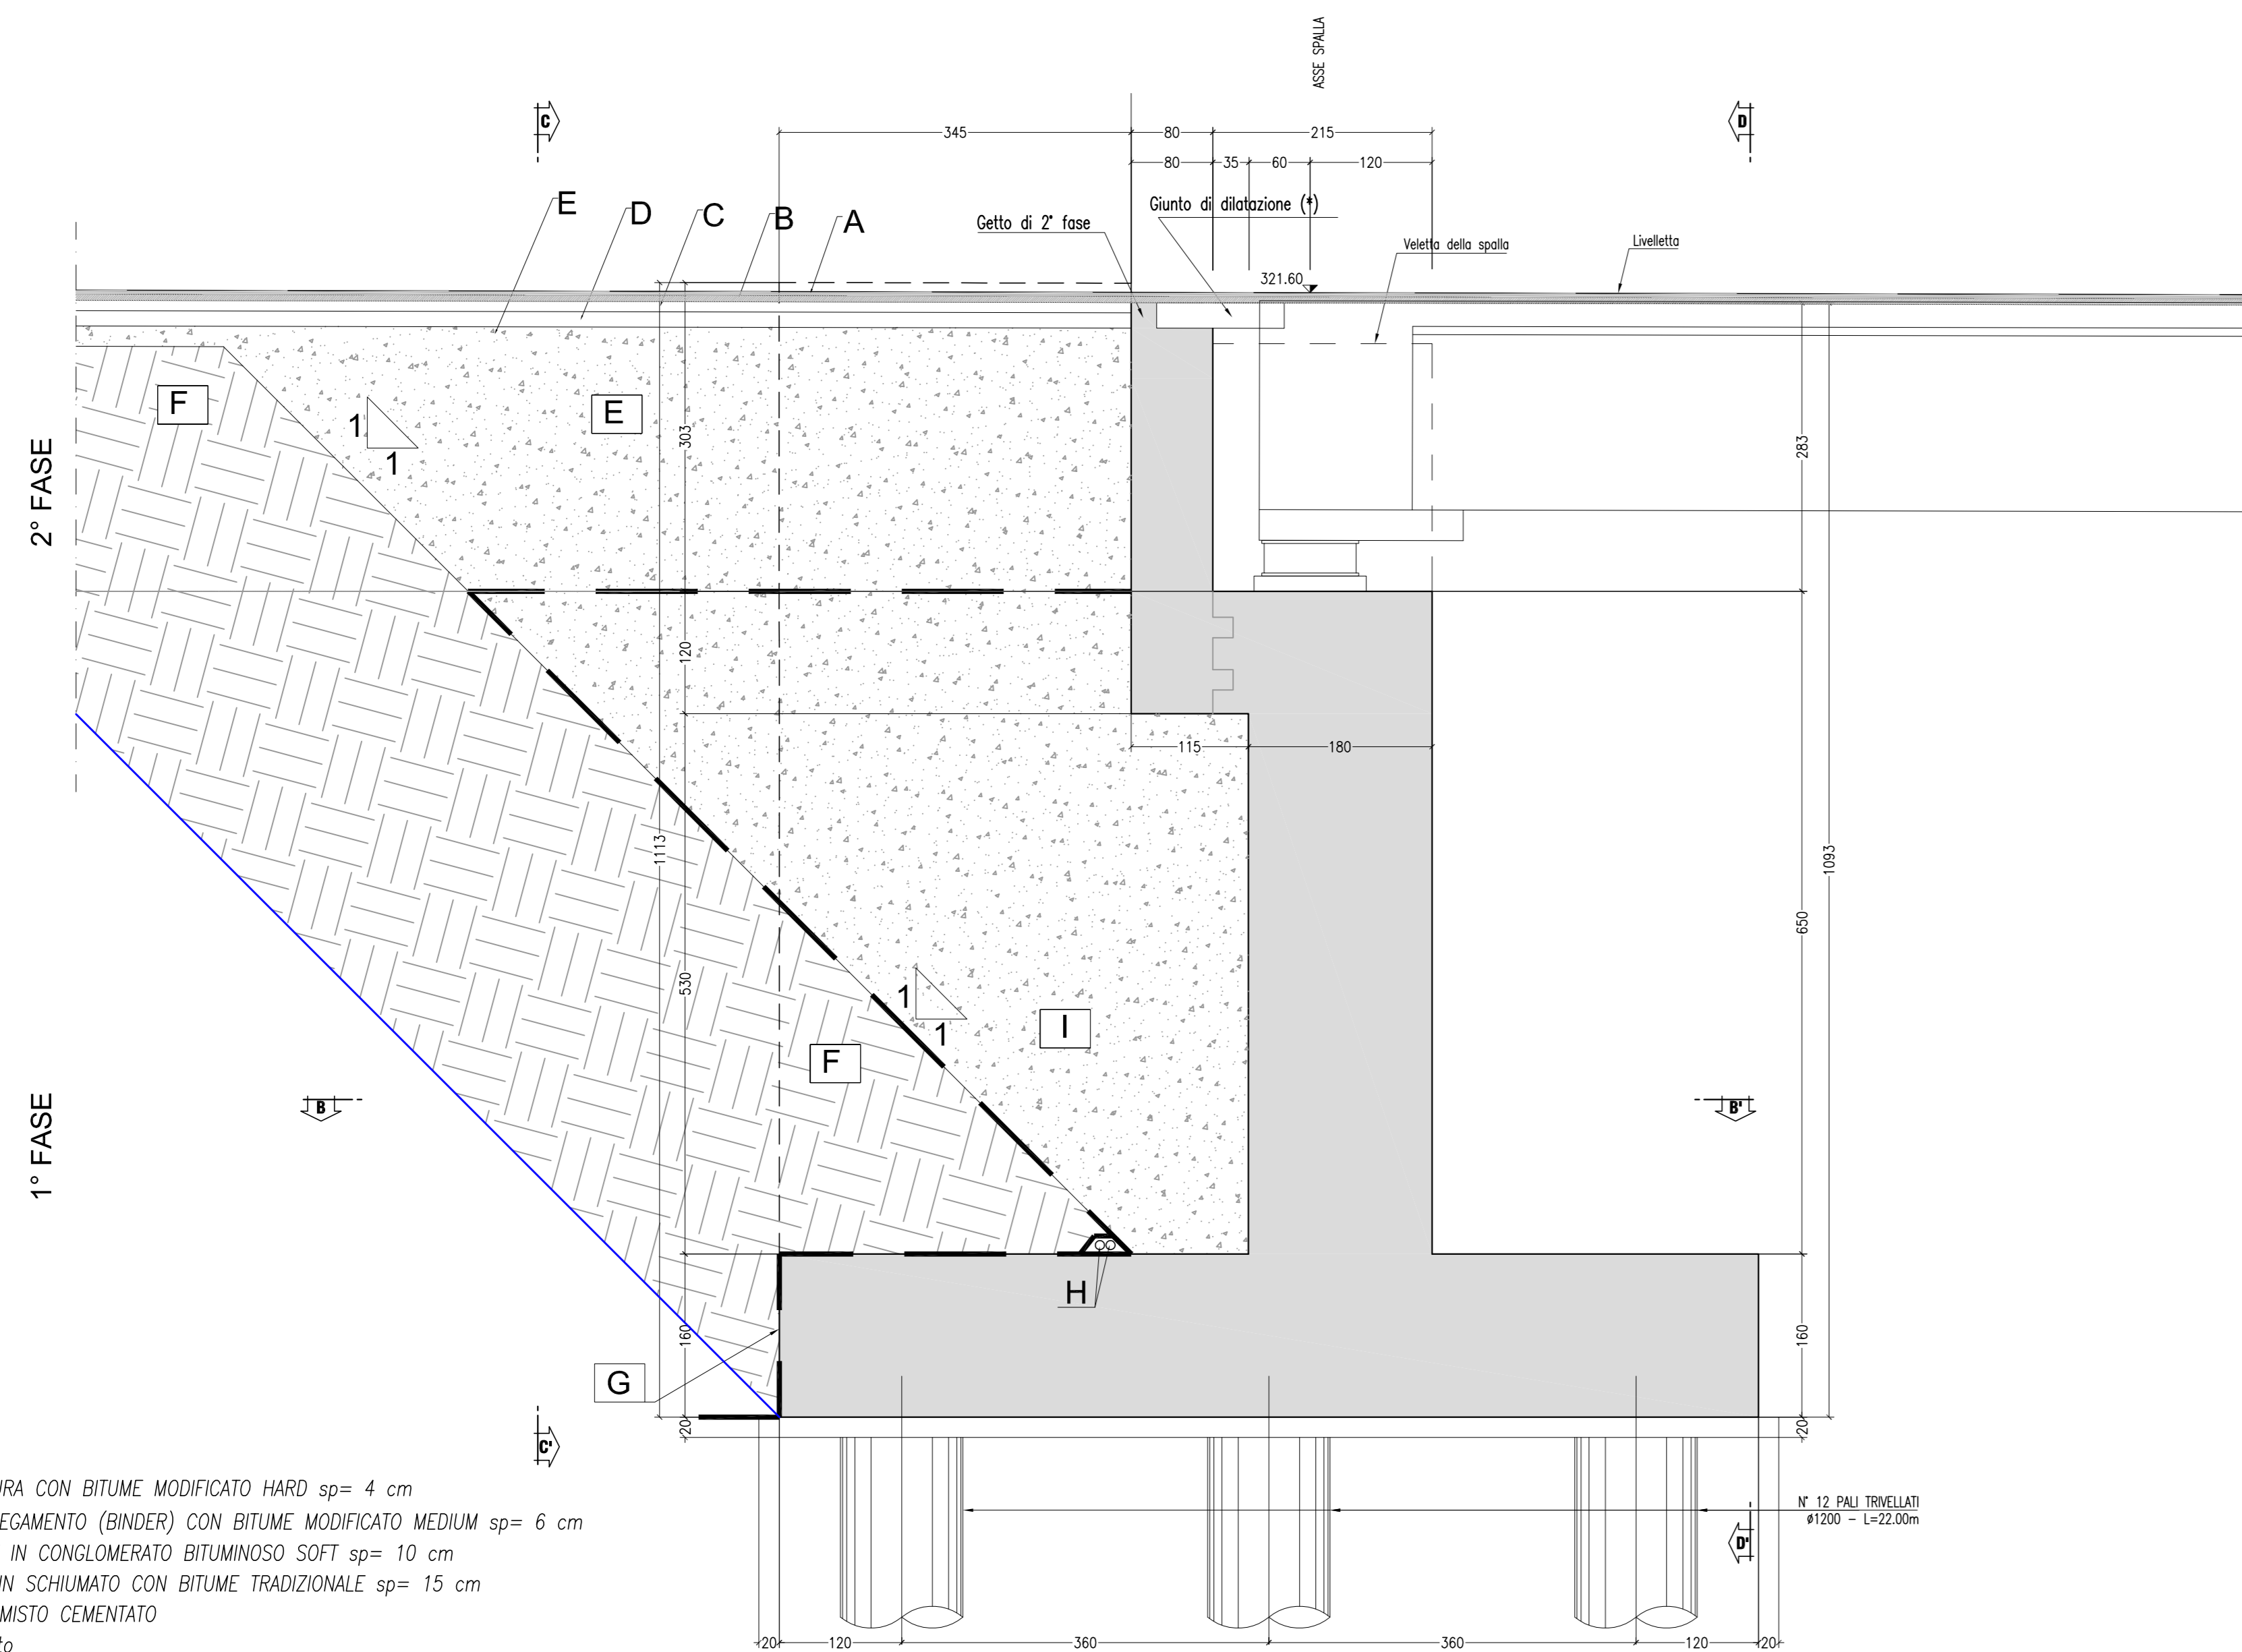 ASSE SPALLA
C
D
345
80
215
80
35
60
120
E
D
C
B
A
Getto di 2° fase
Giunto di dilatazione (*)
Veletta della spalla
Livelletta
321.60
F
E
1
1
303
283
2° FASE
120
115
180
1113
1093
650
530
1
1
I
F
B
B'
1° FASE
H
160
160
G
20
20
C'
D'
N° 12 PALI TRIVELLATI
ø1200 - L=22.00m
URA CON BITUME MODIFICATO HARD sp= 4 cm
EGAMENTO (BINDER) CON BITUME MODIFICATO MEDIUM sp= 6 cm
IN CONGLOMERATO BITUMINOSO SOFT sp= 10 cm
IN SCHIUMATO CON BITUME TRADIZIONALE sp= 15 cm
MISTO CEMENTATO
20
120
360
360
120
20